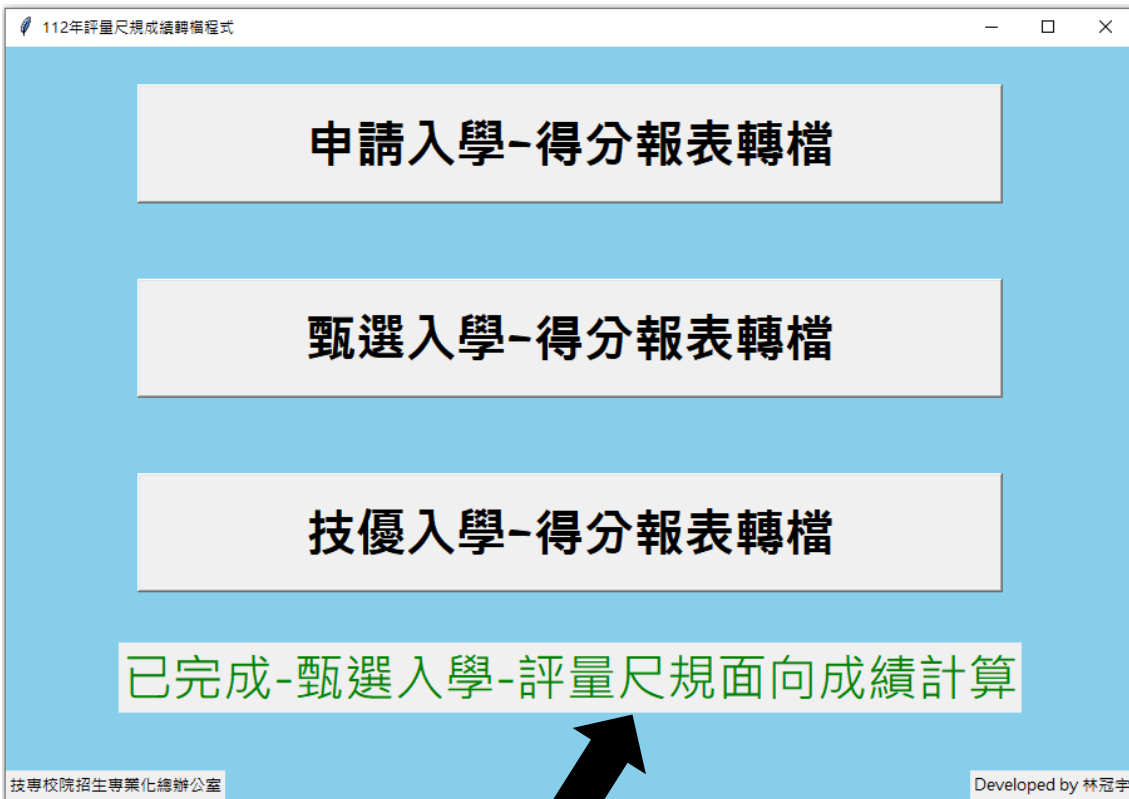 112年評量尺規成績轉檔程式
申請入學-得分報表轉檔
甄選入學-得分報表轉檔
技優入學-得分報表轉檔
已完成-甄選入學-評量尺規面向成績計算
技專校院招生專業化總辦公室
Developed by 林冠宇